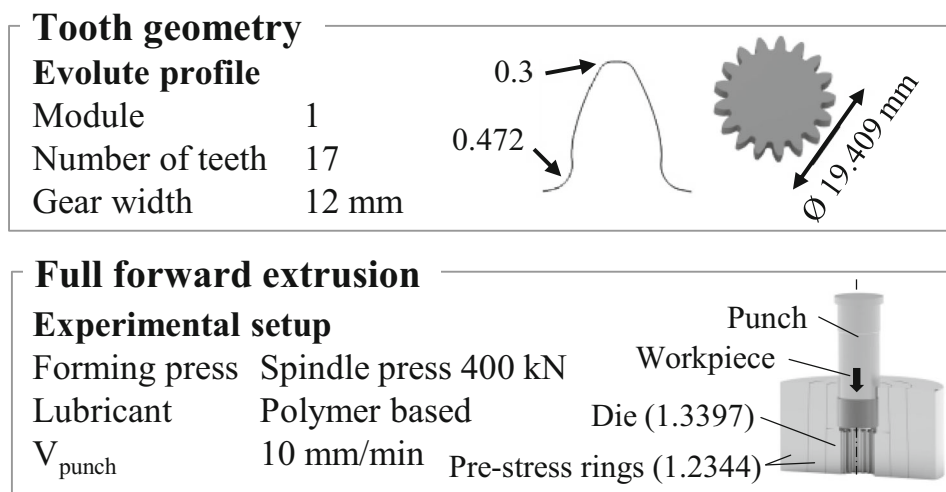 Tooth geometry
Evolute profile
Module 1
Number of teeth 17
Gear width 12 mm
0.3
0.472
Ø 19.409 mm
Full forward extrusion
Experimental setup
Forming press Spindle press 400 kN
Lubricant Polymer based
Vpunch 10 mm/min
Punch
Workpiece
Die (1.3397)
Pre-stress rings (1.2344)